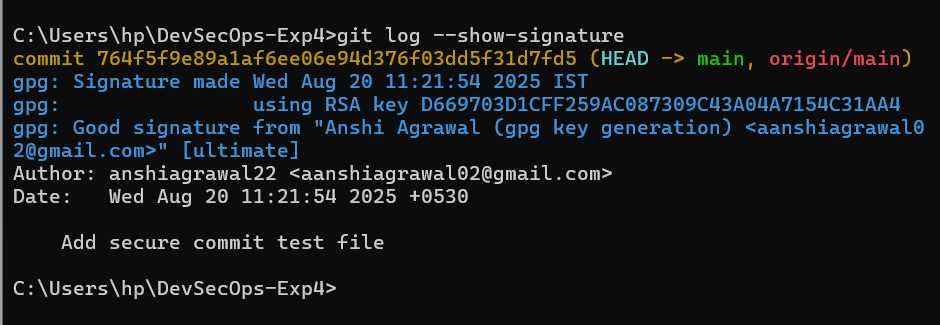 C:\Users\hp\DevSecOps-Exp4>git log --show-signature
commit 764f5f9e89a1af6ee06e94d376f03dd5f31d7fd5 (HEAD -> main, origin/main)
gpg: Signature made Wed Aug 20 11:21:54 2025 IST
gpg:                using RSA key D669703D1CFF259AC087309C43A04A7154C31AA4
gpg: Good signature from "Anshi Agrawal (gpg key generation) <aanshiagrawal0
2@gmail.com>" [ultimate]
Author: anshiagrawal22 <aanshiagrawal02@gmail.com>
Date:   Wed Aug 20 11:21:54 2025 +0530
    Add secure commit test file
C:\Users\hp\DevSecOps-Exp4>